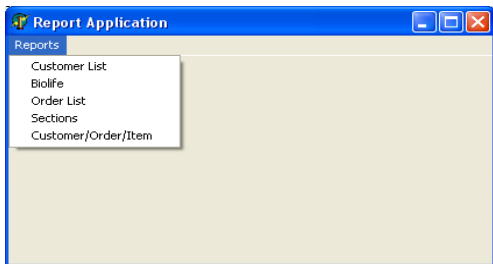 Report Application
Reports
Customer List
Biolife
Order List
Sections
Customer/Order/Item